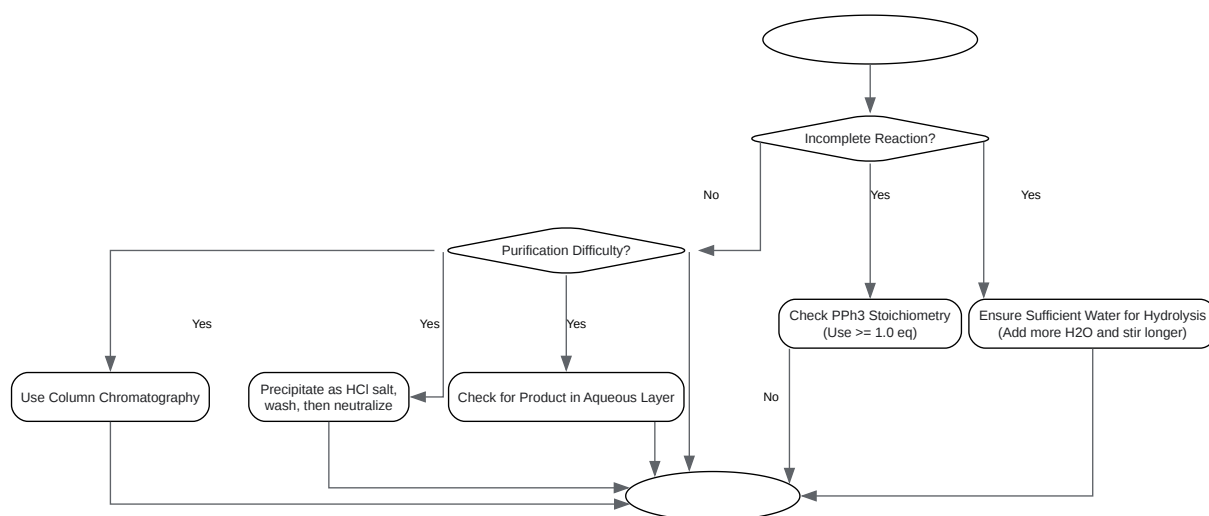 Incomplete Reaction?
No
Yes
Yes
Purification Difficulty?
Check PPh3 Stoichiometry
(Use >= 1.0 eq)
Ensure Sufficient Water for Hydrolysis
(Add more H2O and stir longer)
Yes
Yes
Yes
Use Column Chromatography
Precipitate as HCl salt,
wash, then neutralize
Check for Product in Aqueous Layer
No